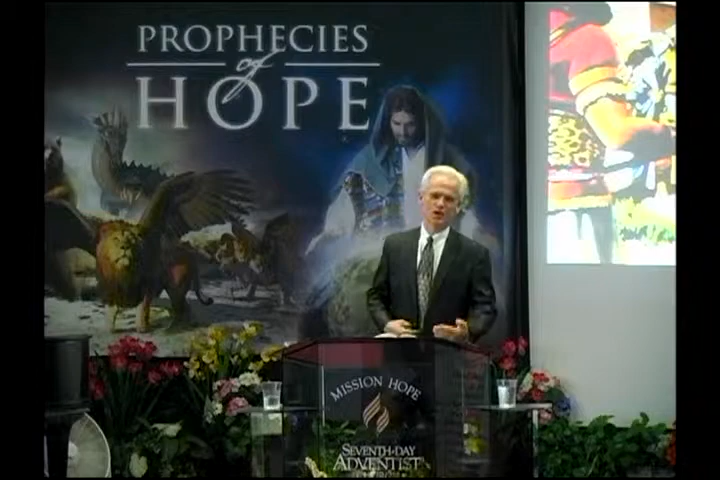 PROPHECIES
of
HOPE
MISSION HOPE
SEVENTH-DAY
ADVENTIST